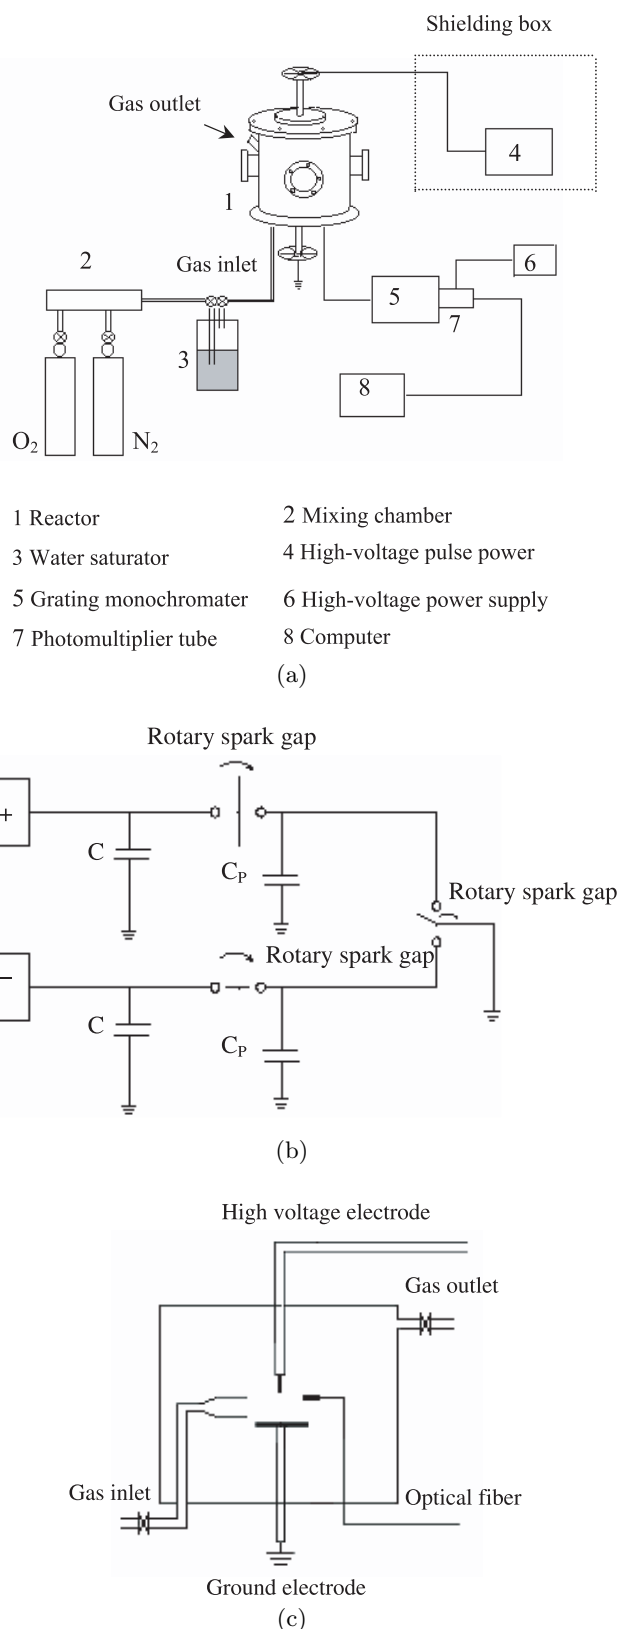 Shielding box
Gas outlet
4
1
2
Gas inlet
6
5
7
3
8
O₂
N₂
1 Reactor
2 Mixing chamber
3 Water saturator
4 High-voltage pulse power
5 Grating monochromater
6 High-voltage power supply
7 Photomultiplier tube
8 Computer
(a)
Rotary spark gap
+
C
C_P
Rotary spark gap
Rotary spark gap
−
C
C_P
(b)
High voltage electrode
Gas outlet
Gas inlet
Optical fiber
Ground electrode
(c)